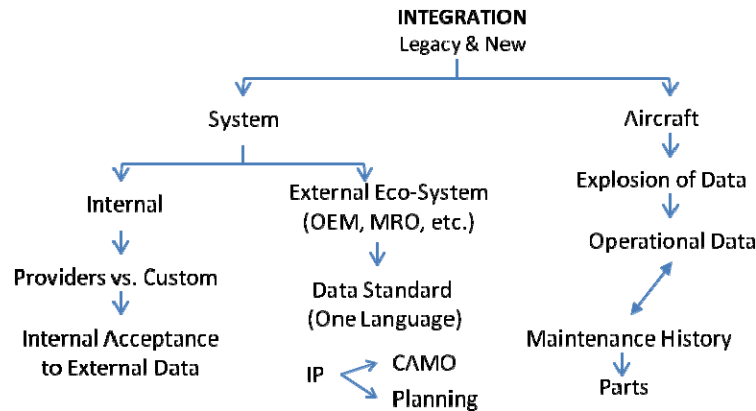 INTEGRATION
Legacy & New
System
Aircraft
Internal
External Eco-System
(OEM, MRO, etc.)
Explosion of Data
Operational Data
Providers vs. Custom
Data Standard
(One Language)
Internal Acceptance
to External Data
Maintenance History
IP
CAMO
Planning
Parts